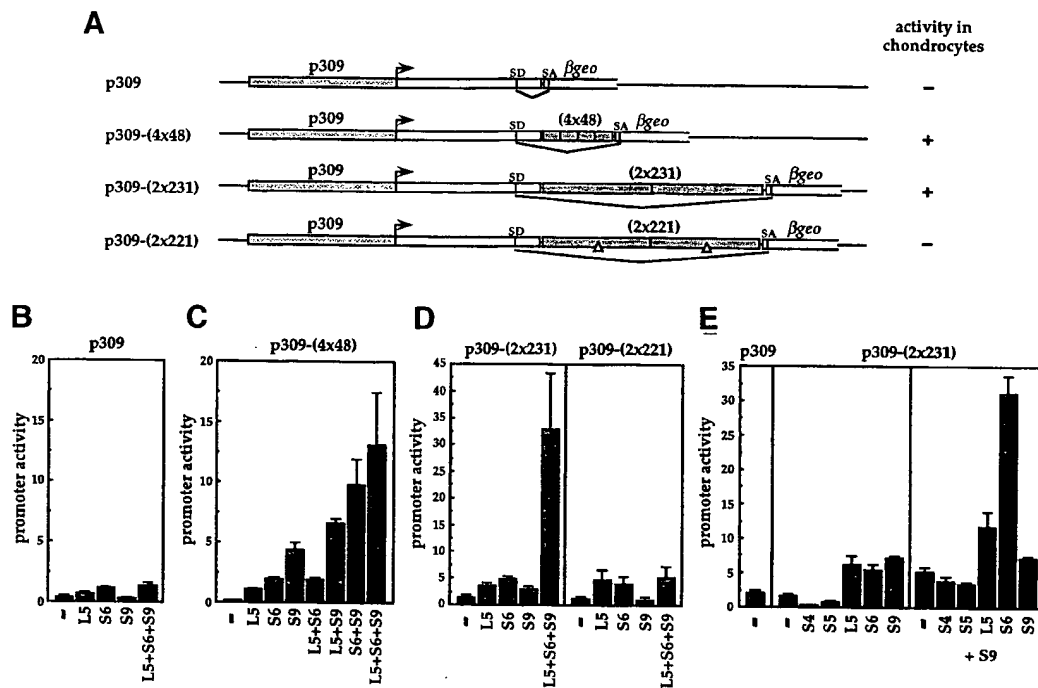 A
activity in
chondrocytes
p309
p309
SD
SA
βgeo
–
p309-(4x48)
p309
SD
(4x48)
SA
βgeo
+
p309-(2x231)
p309
SD
(2x231)
SA
βgeo
+
p309-(2x221)
p309
SD
(2x221)
SA
βgeo
–
B
p309
promoter activity
20
15
10
5
0
–
L5
S6
S9
L5+S6+S9
C
p309-(4x48)
promoter activity
20
15
10
5
0
–
L5
S6
S9
L5+S6
L5+S9
S6+S9
L5+S6+S9
D
p309-(2x231)
p309-(2x221)
promoter activity
45
40
35
30
25
20
15
10
5
0
–
L5
S6
S9
L5+S6+S9
–
L5
S6
S9
L5+S6+S9
E
p309
p309-(2x231)
promoter activity
35
30
25
20
15
10
5
0
–
–
S4
S5
L5
S6
S9
–
S4
S5
L5
S6
S9
+ S9